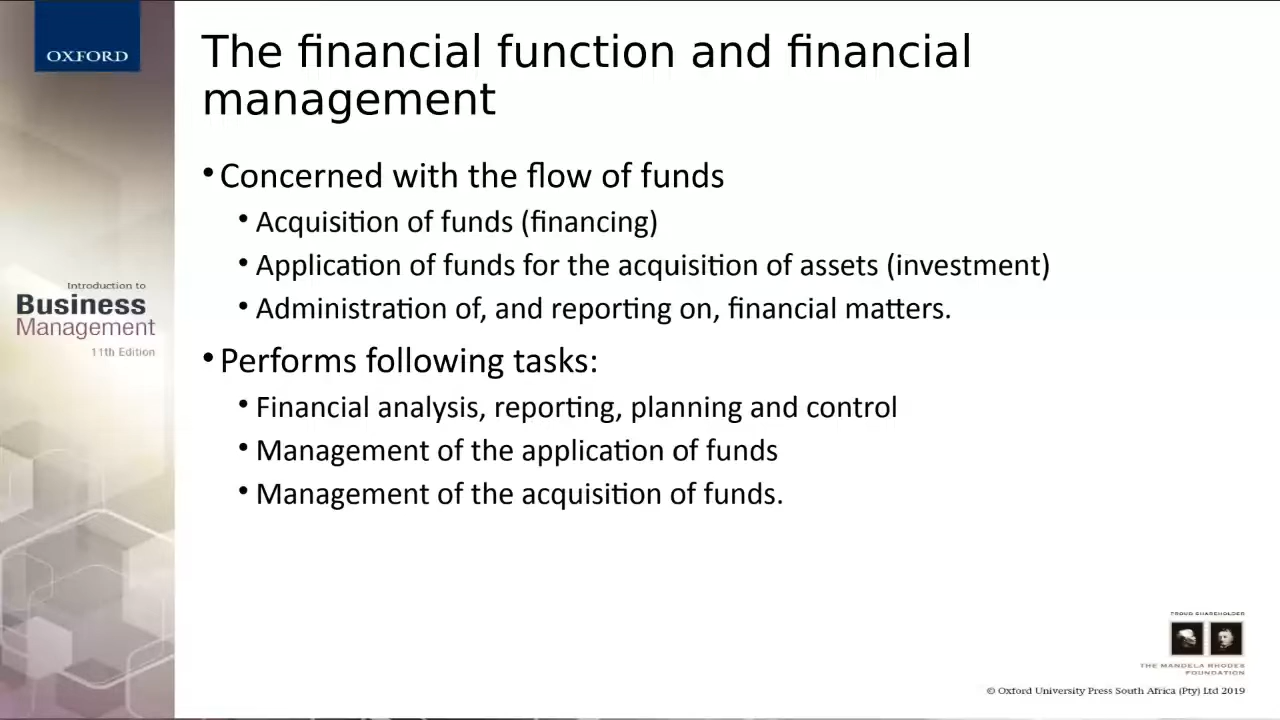 OXFORD
The financial function and financial
management
• Concerned with the flow of funds
• Acquisition of funds (financing)
• Application of funds for the acquisition of assets (investment)
• Administration of, and reporting on, financial matters.
• Performs following tasks:
• Financial analysis, reporting, planning and control
• Management of the application of funds
• Management of the acquisition of funds.
Introduction to
Business
Management
11th Edition
PROUD SHAREHOLDER
THE MANDELA RHODES
FOUNDATION
© Oxford University Press South Africa (Pty) Ltd 2019